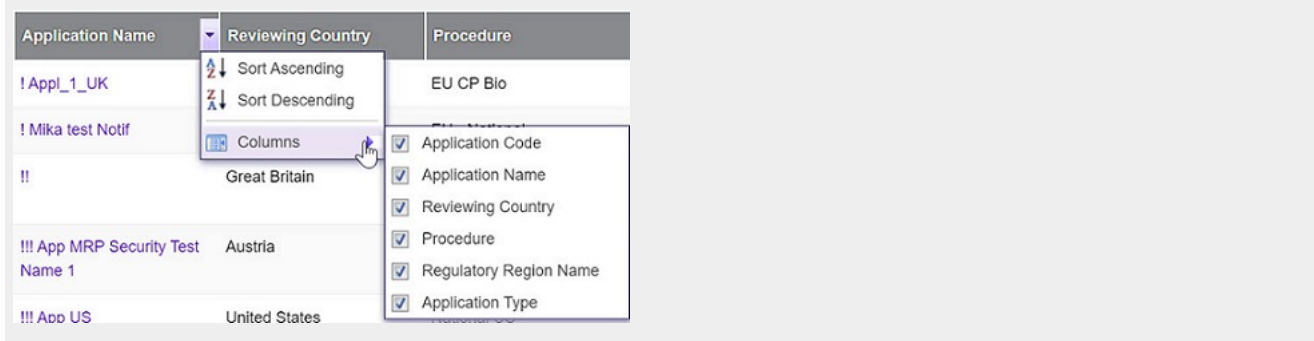 Application Name Reviewing Country Procedure
Sort Ascending
! Appl_1_UK EU CP Bio
Sort Descending
! Mika test Notif
Columns Application Code
Application Name
!! Great Britain
Reviewing Country
Procedure
!!! App MRP Security Test Austria
Name 1 Regulatory Region Name
Application Type
!!! App US United States